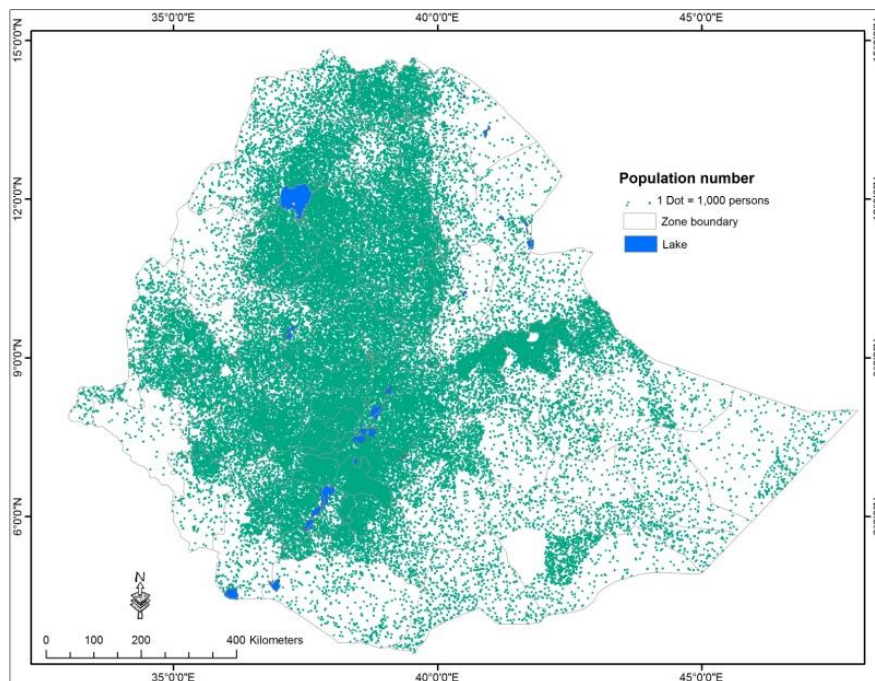 35°0'0"E 40°0'0"E 45°0'0"E
15°0'0"N
12°0'0"N
9°0'0"N
6°0'0"N
Population number
1 Dot = 1,000 persons
Zone boundary
Lake
N
0 100 200 400 Kilometers
35°0'0"E 40°0'0"E 45°0'0"E